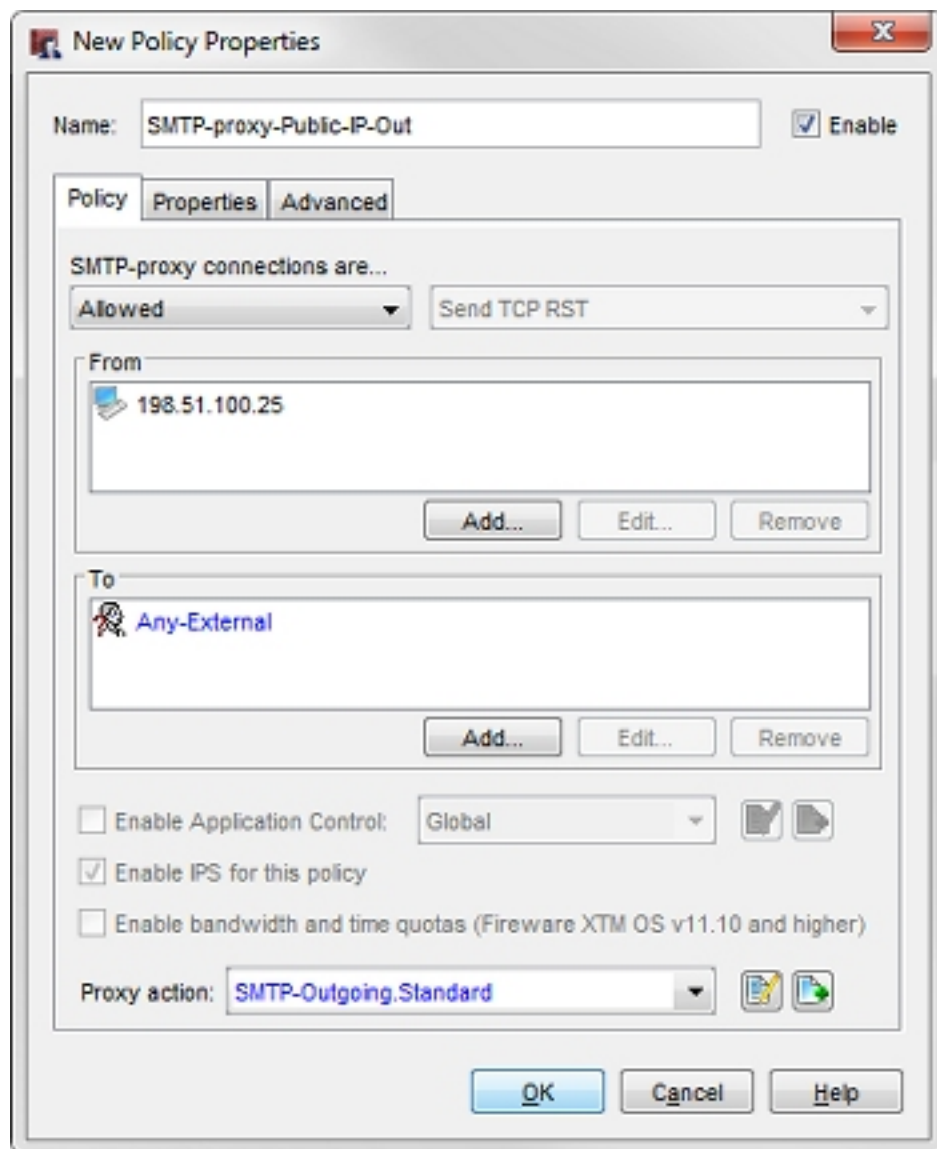 New Policy Properties
Name: SMTP-proxy-Public-IP-Out Enable
Policy Properties Advanced
SMTP-proxy connections are...
Allowed Send TCP RST
From
198.51.100.25
Add... Edit... Remove
To
Any-External
Add... Edit... Remove
Enable Application Control: Global
Enable IPS for this policy
Enable bandwidth and time quotas (Fireware XTM OS v11.10 and higher)
Proxy action: SMTP-Outgoing.Standard
OK Cancel Help